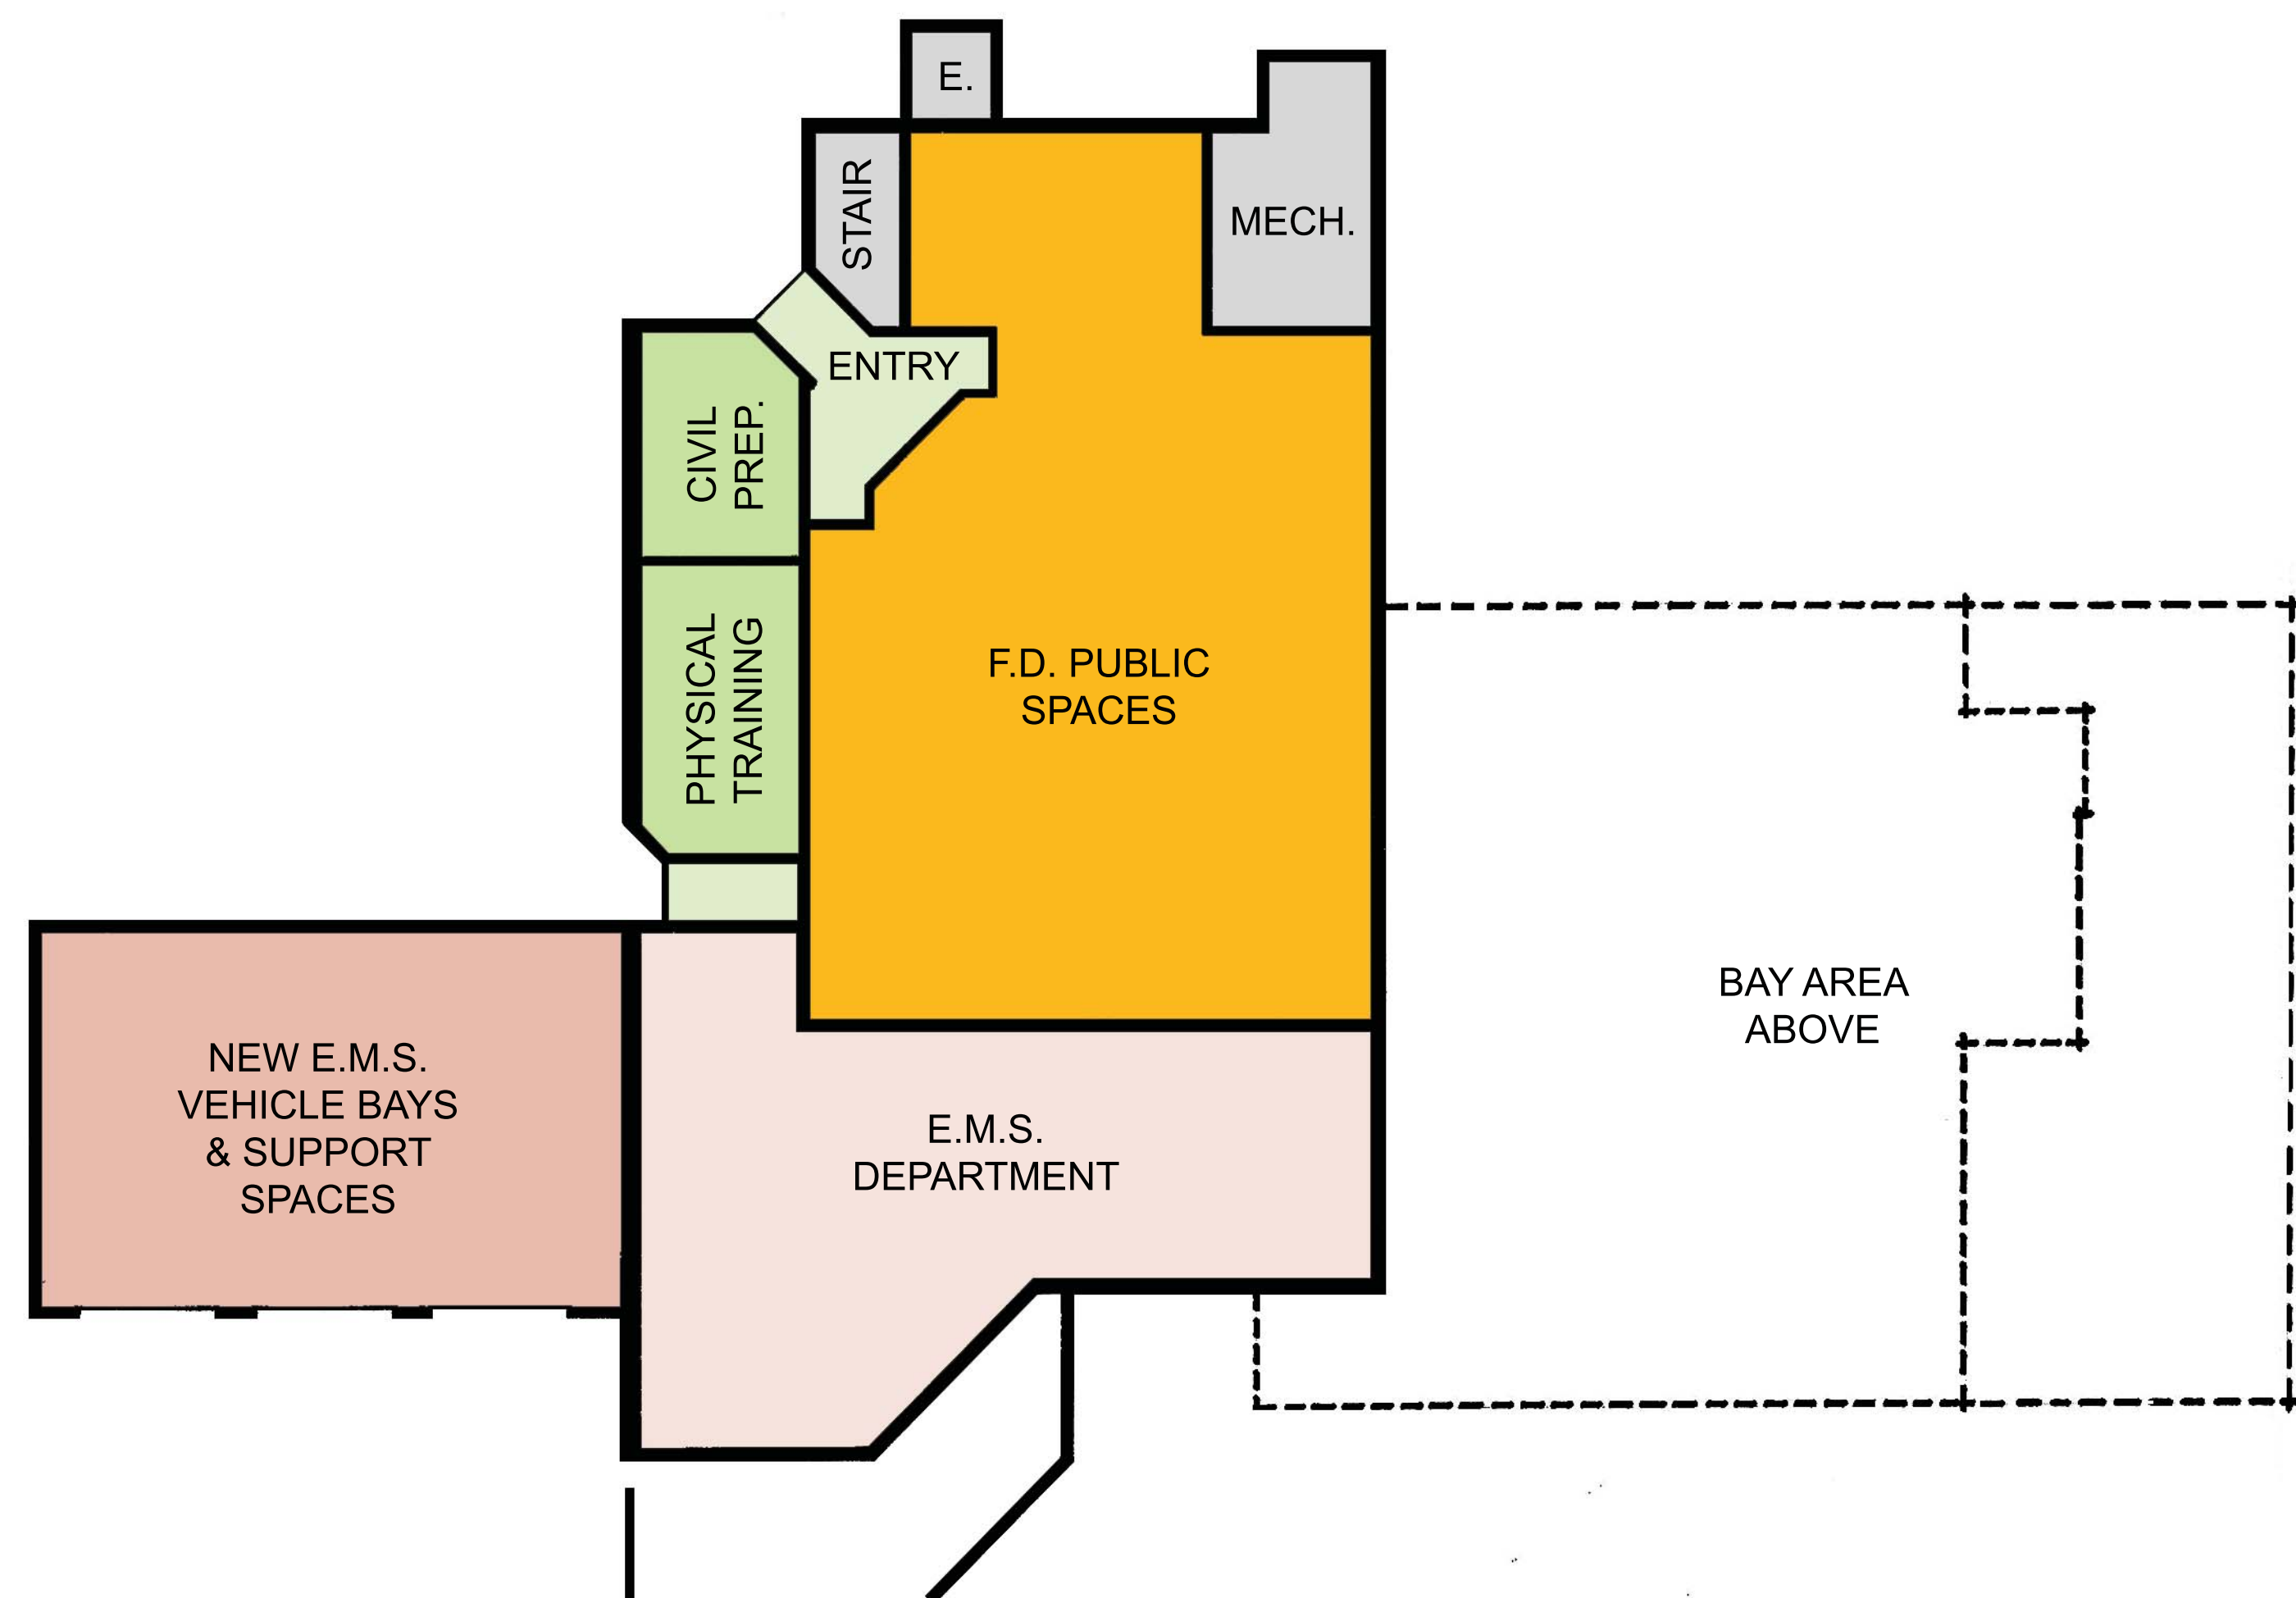 E.
STAIR
MECH.
ENTRY
CIVIL
PREP.
PHYSICAL
TRAINING
F.D. PUBLIC
SPACES
BAY AREA
ABOVE
NEW E.M.S.
VEHICLE BAYS
& SUPPORT
SPACES
E.M.S.
DEPARTMENT